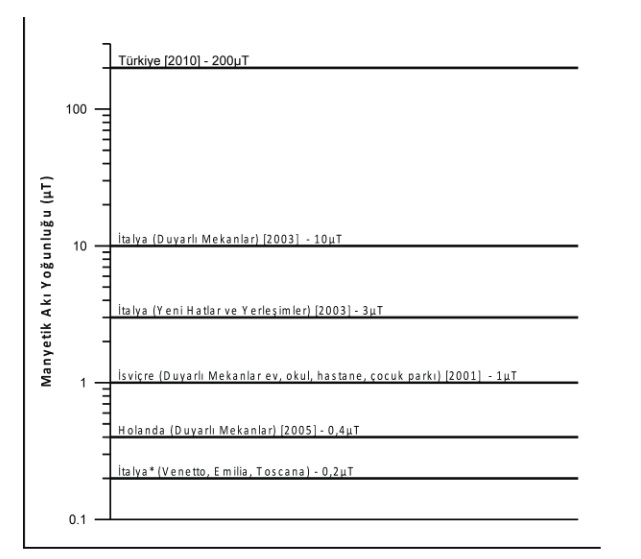 Türkiye [2010] - 200µT
100
İtalya (Duyarlı Mekanlar) [2003] - 10µT
10
İtalya (Yeni Hatlar ve Yerleşimler) [2003] - 3µT
Manyetik Akı Yoğunluğu (µT)
İsviçre (Duyarlı Mekanlar ev, okul, hastane, çocuk parkı) [2001] - 1µT
1
Holanda (Duyarlı Mekanlar) [2005] - 0,4µT
İtalya* (Venetto, Emilia, Toscana) - 0,2µT
0.1